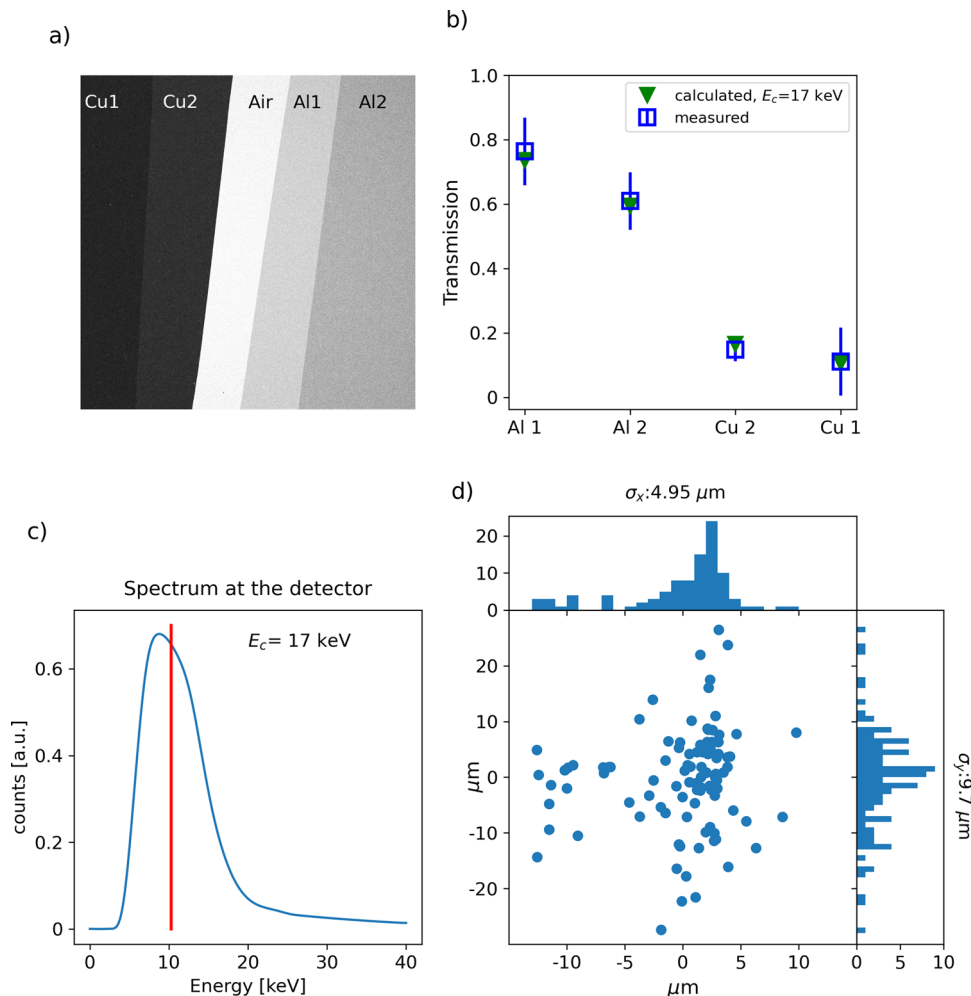 a)
Cu1 Cu2 Air Al1 Al2
b)
Transmission
1.0
0.8
0.6
0.4
0.2
0
calculated, E_c=17 keV
measured
Al 1 Al 2 Cu 2 Cu 1
c)
Spectrum at the detector
E_c= 17 keV
counts [a.u.]
0.6
0.4
0.2
0
0 10 20 30 40
Energy [keV]
d)
σ_x:4.95 μm
20
10
0
20
10
0
-10
-20
μm
-10 -5 0 5 10
μm
0 5 10
σ_y:9.7 μm